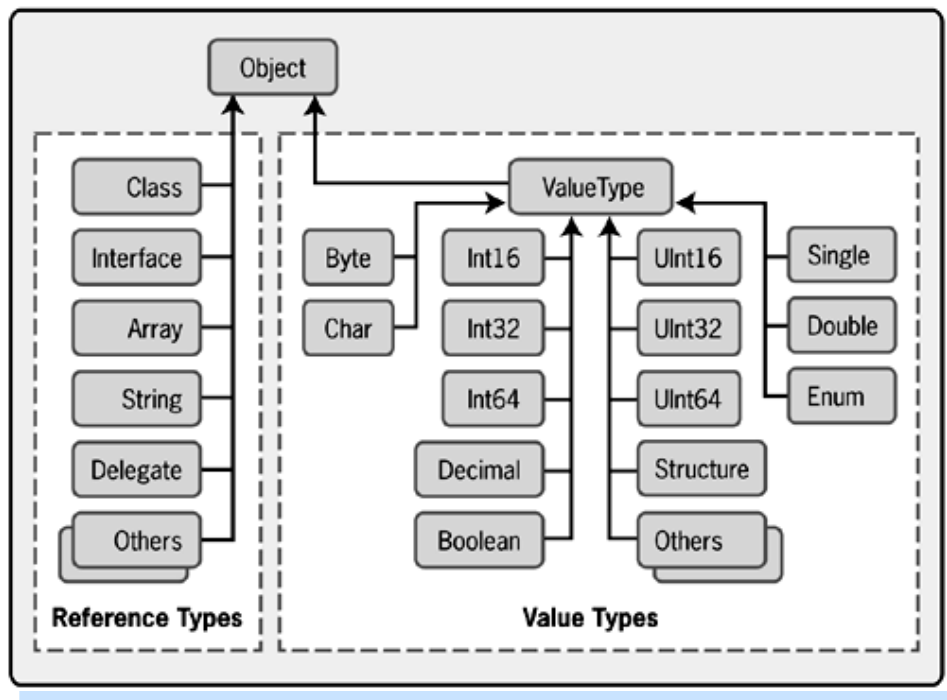 Object
Class
Interface
Array
String
Delegate
Others
Reference Types
ValueType
Byte
Char
Int16
Int32
Int64
Decimal
Boolean
UInt16
UInt32
UInt64
Structure
Others
Single
Double
Enum
Value Types